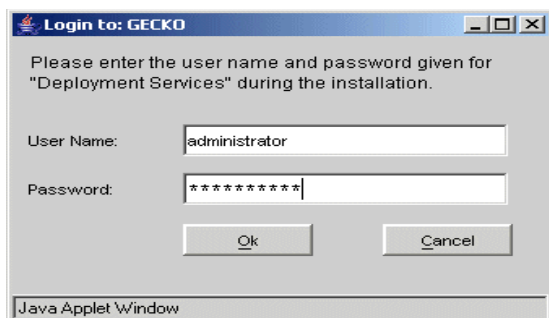 Login to: GECKO
Please enter the user name and password given for
"Deployment Services" during the installation.
User Name: administrator
Password: **********
Ok Cancel
Java Applet Window